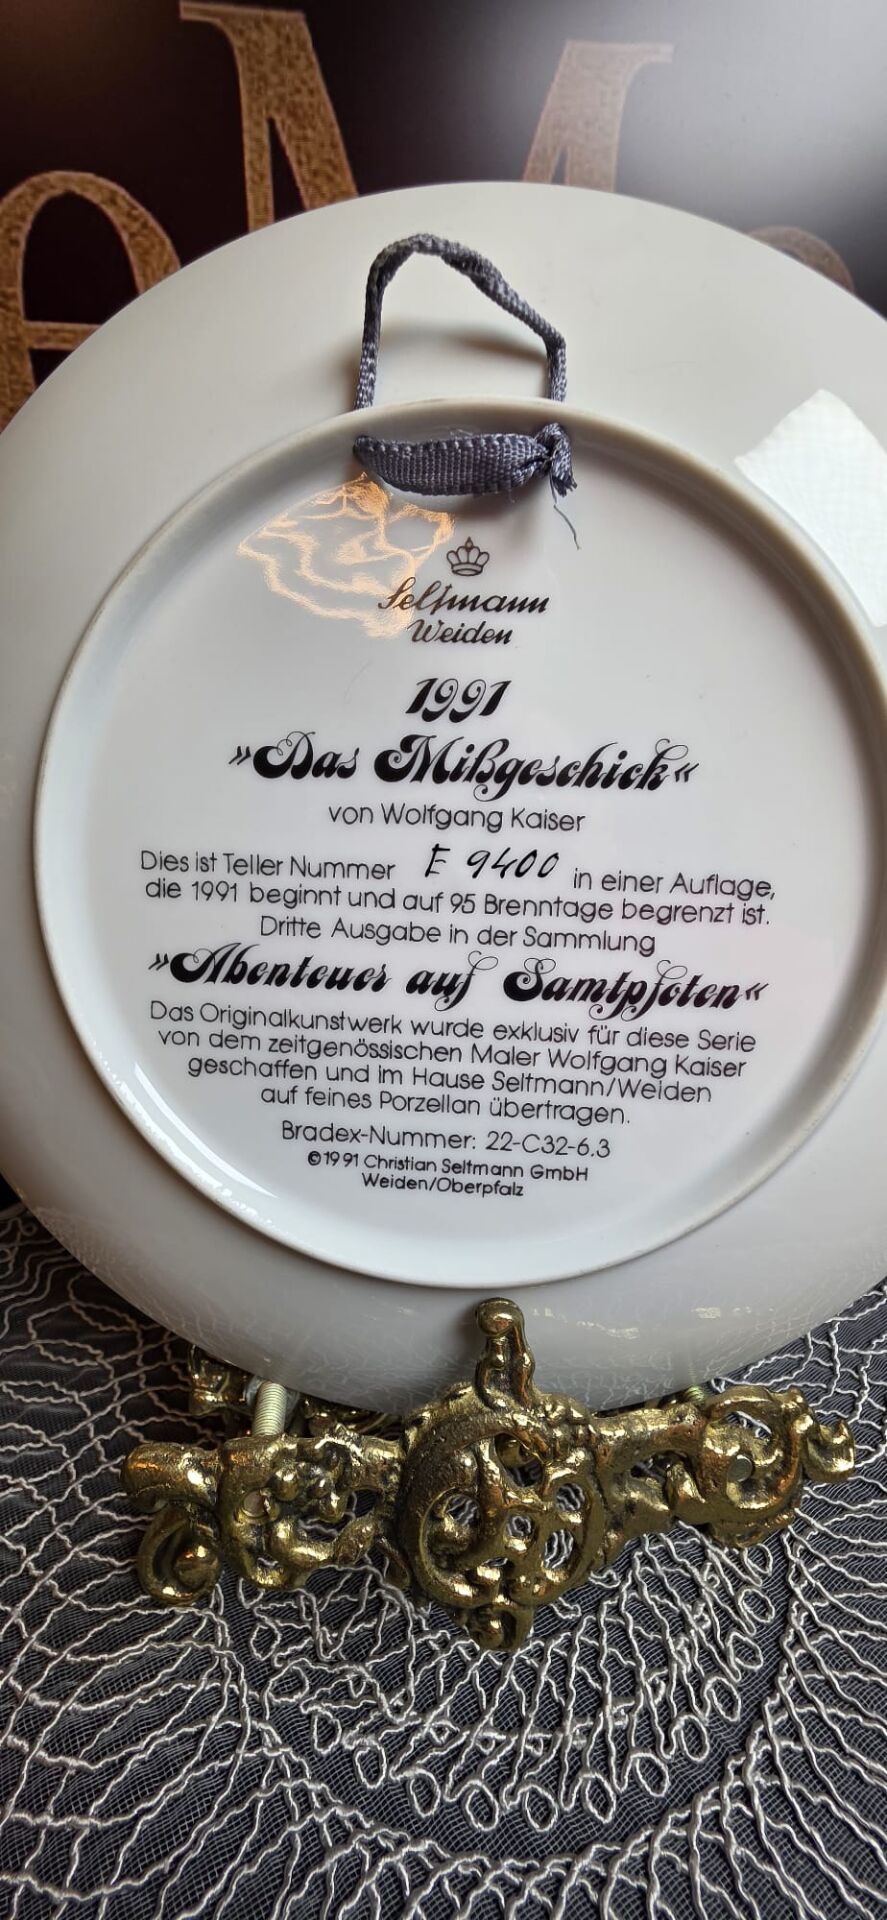 Seltmann
Weiden
1991
»Das Mißgeschick«
von Wolfgang Kaiser
Dies ist Teller Nummer E 9400 in einer Auflage,
die 1991 beginnt und auf 95 Brenntage begrenzt ist.
Dritte Ausgabe in der Sammlung
»Abenteuer auf Samtpfoten«
Das Originalkunstwerk wurde exklusiv für diese Serie
von dem zeitgenössischen Maler Wolfgang Kaiser
geschaffen und im Hause Seltmann/Weiden
auf feines Porzellan übertragen.
Bradex-Nummer: 22-C32-6.3
©1991 Christian Seltmann GmbH
Weiden/Oberpfalz